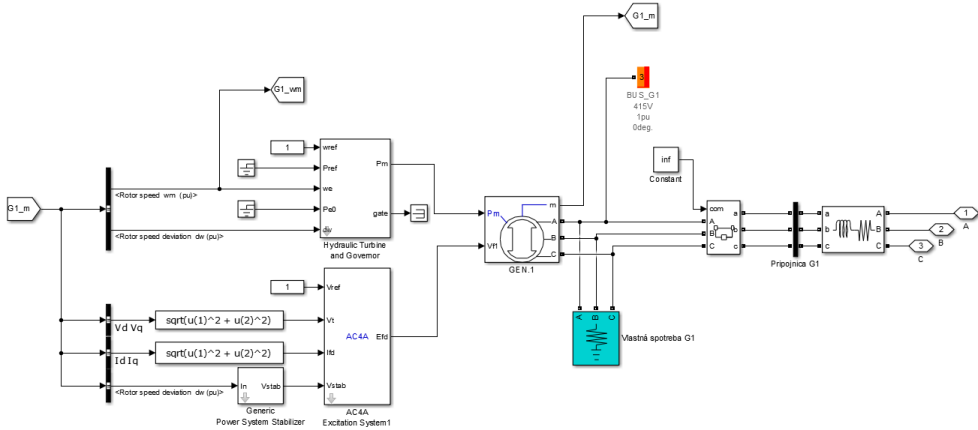 G1_m
G1_wm
3
BUS_G1
415V
1pu
0deg.
inf
Constant
1
wref
Pref
we
Pe0
dw
Pm
gate
Hydraulic Turbine
and Governor
G1_m
<Rotor speed wm (pu)>
<Rotor speed deviation dw (pu)>
Pm
Vf1
m
A
B
C
GEN.1
com
A
B
C
a
b
c
a
b
c
Pripojnica G1
A
B
C
1
A
2
B
3
C
1
Vref
Vt
Ifd
Vstab
AC4A
Efd
AC4A
Excitation System1
Vd Vq
sqrt(u(1)^2 + u(2)^2)
Id Iq
sqrt(u(1)^2 + u(2)^2)
<Rotor speed deviation dw (pu)>
In
Vstab
Generic
Power System Stabilizer
A
B
C
Vlastná spotreba G1